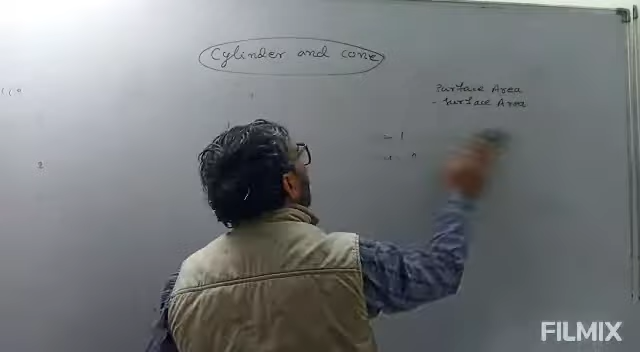 Cylinder and cone
Surface Area
- Surface Area
FILMIX